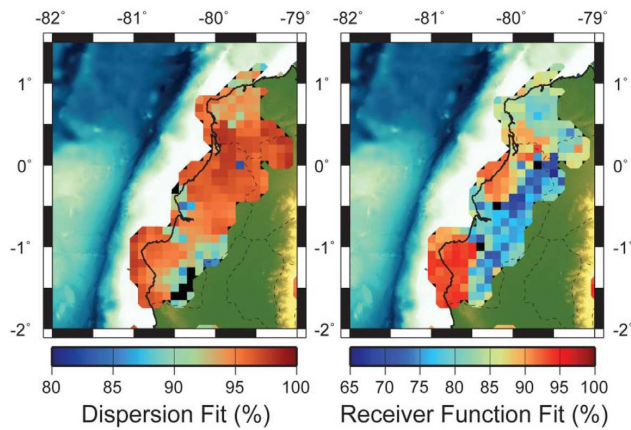 -82 -81 -80 -79 -82 -81 -80 -79
1° 1°
0° 0°
-1° -1°
-2° -2°
80 85 90 95 100 65 70 75 80 85 90 95 100
Dispersion Fit (%) Receiver Function Fit (%)